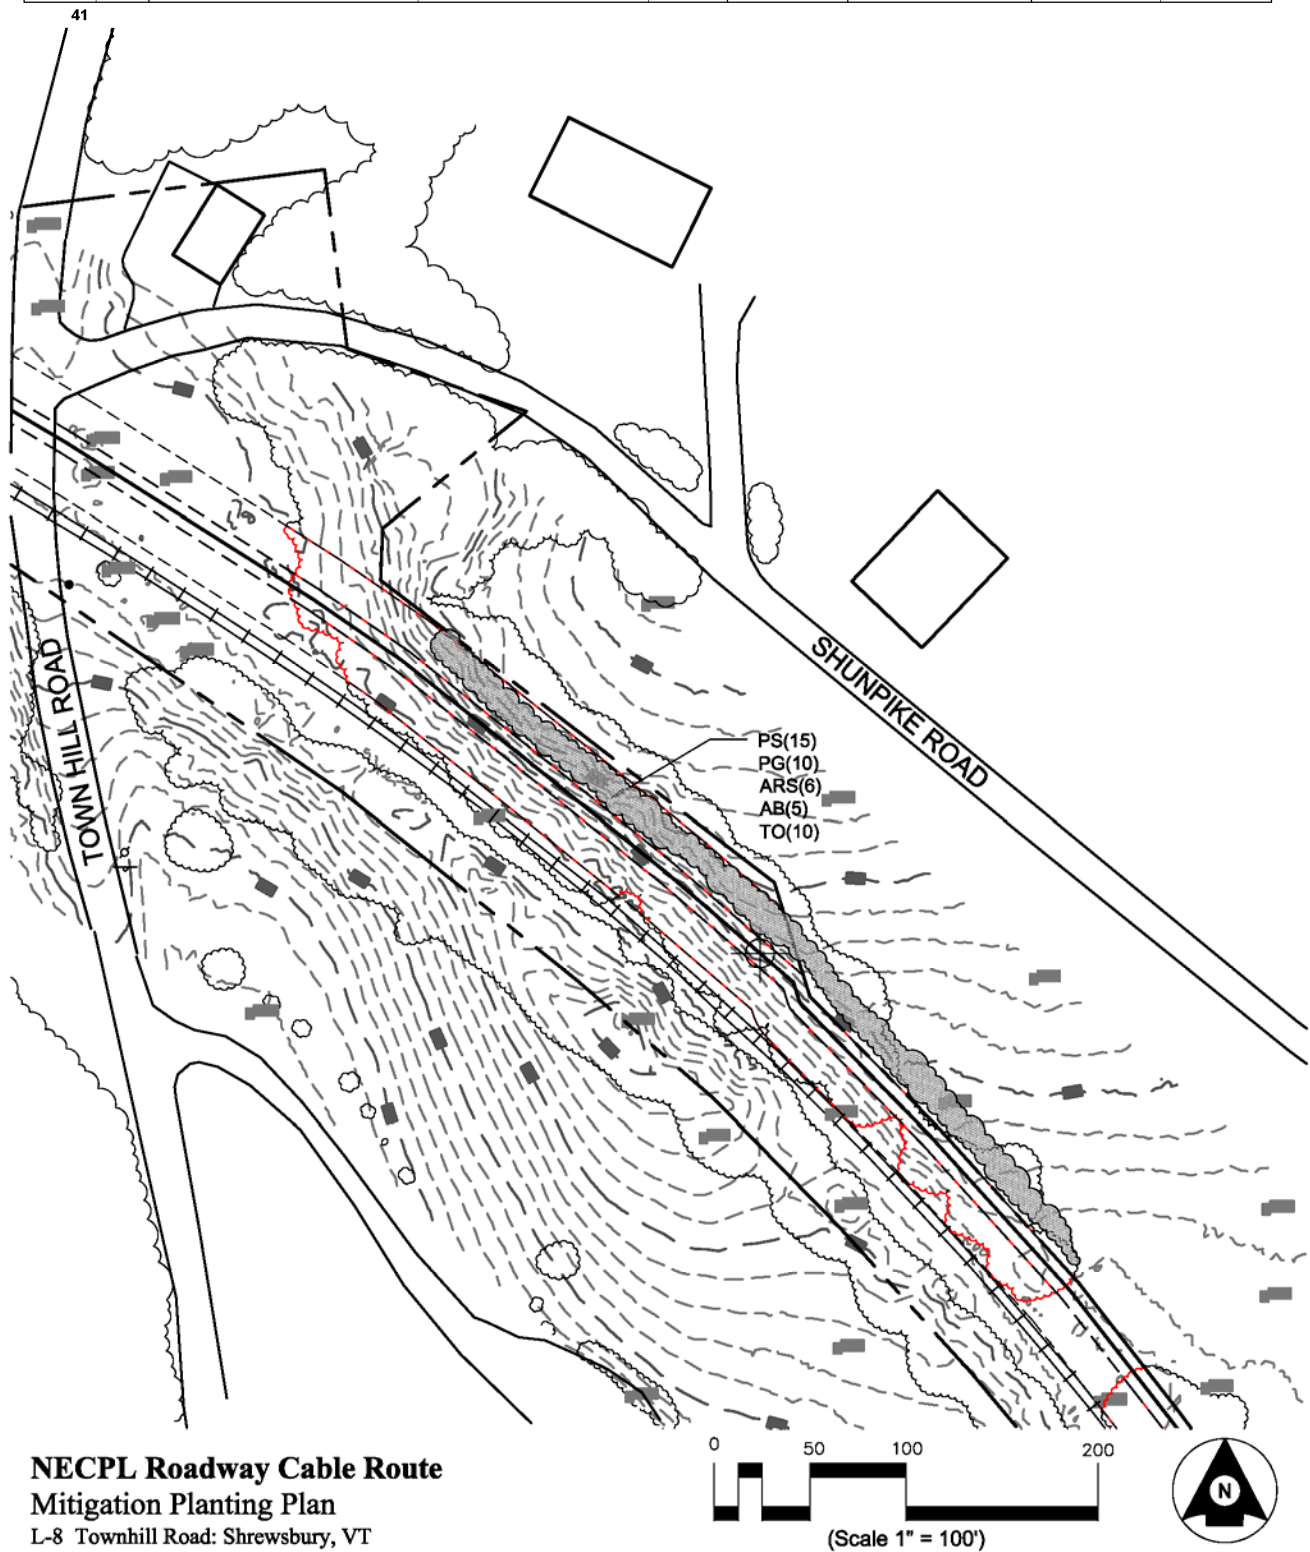 41
TOWN HILL ROAD
SHUNPIKE ROAD
PS(15)
PG(10)
ARS(6)
AB(5)
TO(10)
NECPL Roadway Cable Route
Mitigation Planting Plan
L-8 Townhill Road: Shrewsbury, VT
0 50 100 200
(Scale 1" = 100')
N